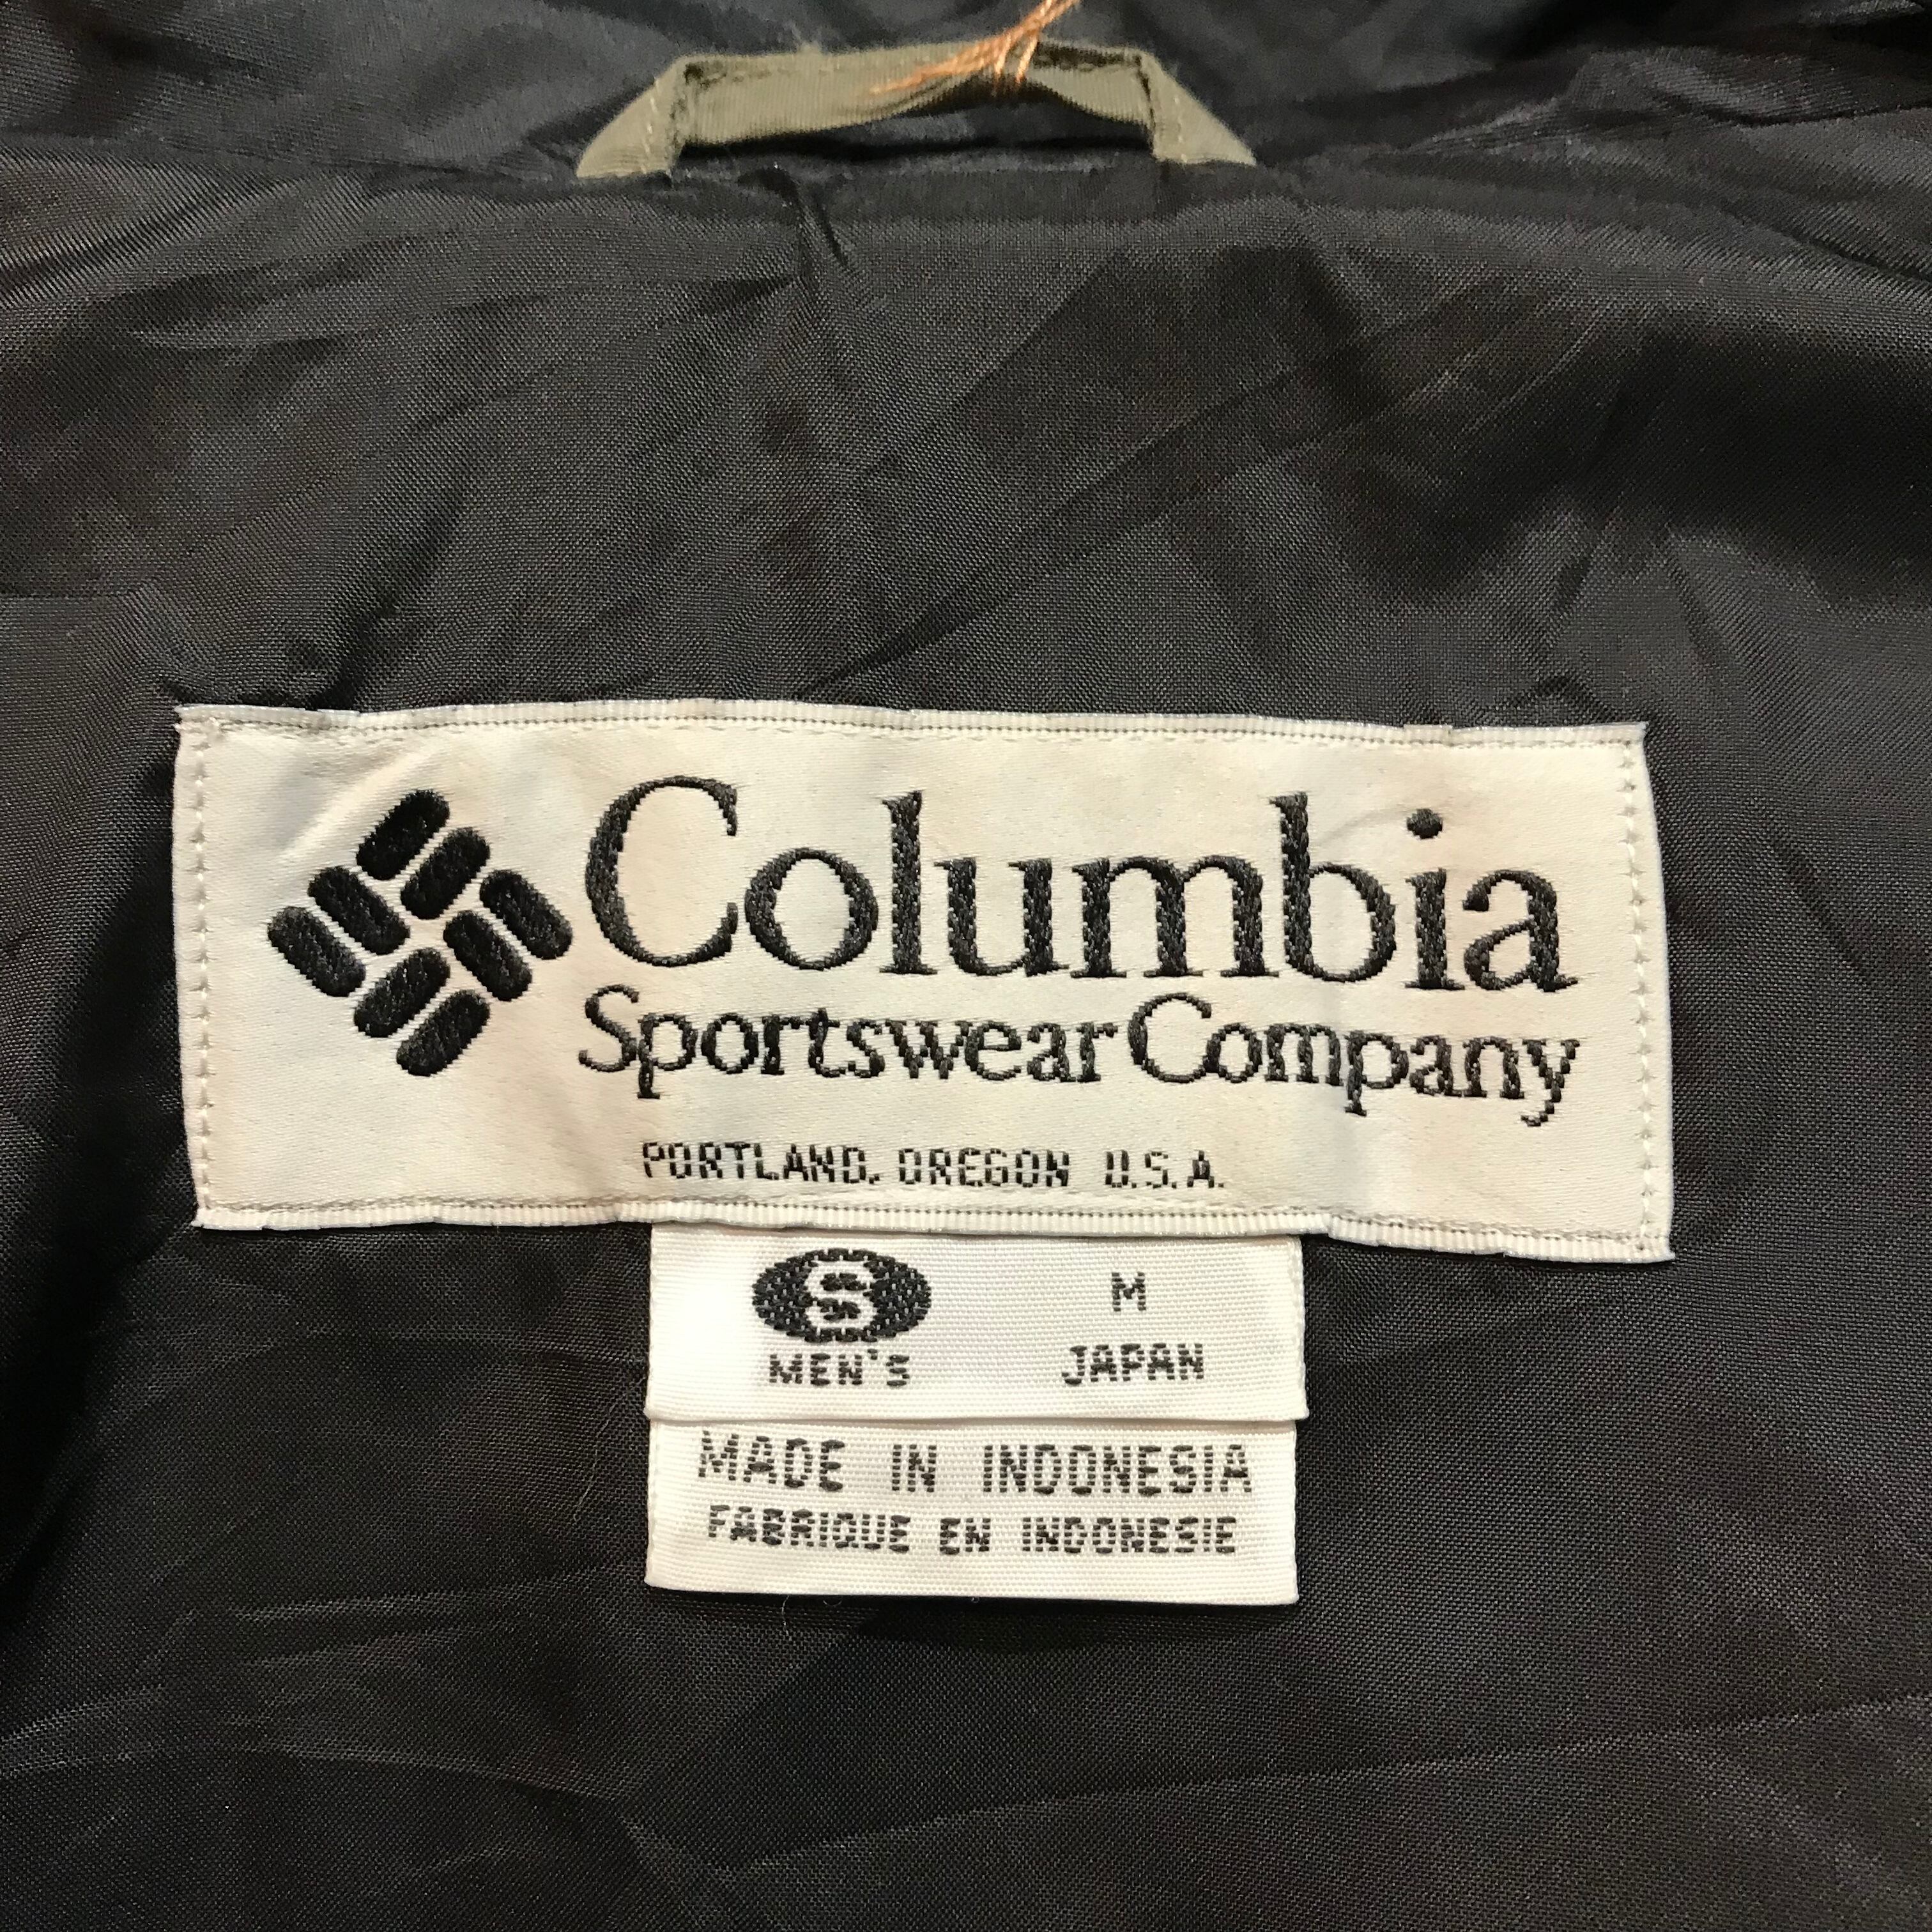 Columbia
Sportswear Company
PORTLAND, OREGON U.S.A.
S M
MEN'S JAPAN
MADE IN INDONESIA
FABRIQUE EN INDONESIE